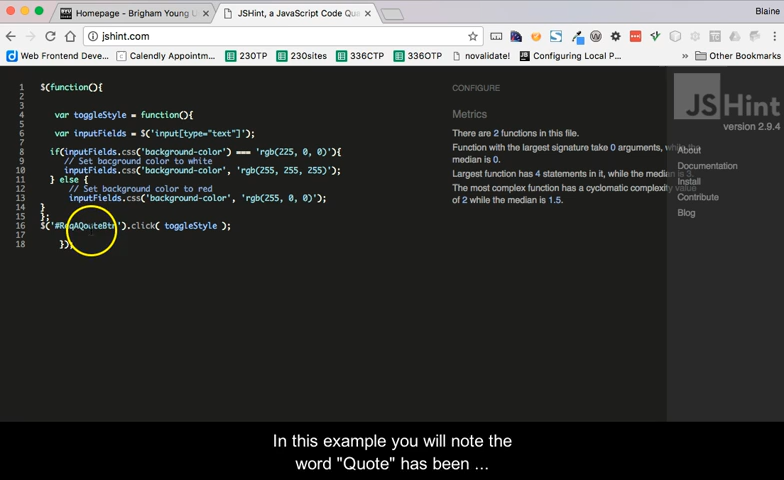 Homepage - Brigham Young U
JSHint, a JavaScript Code Qua
Blaine
jshint.com
Web Frontend Deve...
Calendly Appointm...
230OTP
230sites
336CTP
336OTP
novalidate!
Configuring Local P...
»
Other Bookmarks
1 $(function(){
2
3
4 var toggleStyle = function(){
5
6 var inputFields = $('input[type="text"]');
7
8 if(inputFields.css('background-color') === 'rgb(225, 0, 0)'){
9 // Set bacground color to white
10 inputFields.css('background-color', 'rgb(255, 255, 255)');
11 } else {
12 // Set background color to red
13 inputFields.css('background-color', 'rgb(255, 0, 0)');
14 }
15 };
16 $('#ReqAQouteBtn').click( toggleStyle );
17
18 });
CONFIGURE
Metrics
There are 2 functions in this file.
Function with the largest signature take 0 arguments, while the
median is 0.
Largest function has 4 statements in it, while the median is 3.
The most complex function has a cyclomatic complexity value
of 2 while the median is 1.5.
JSHint
version 2.9.4
About
Documentation
Install
Contribute
Blog
In this example you will note the
word "Quote" has been ...